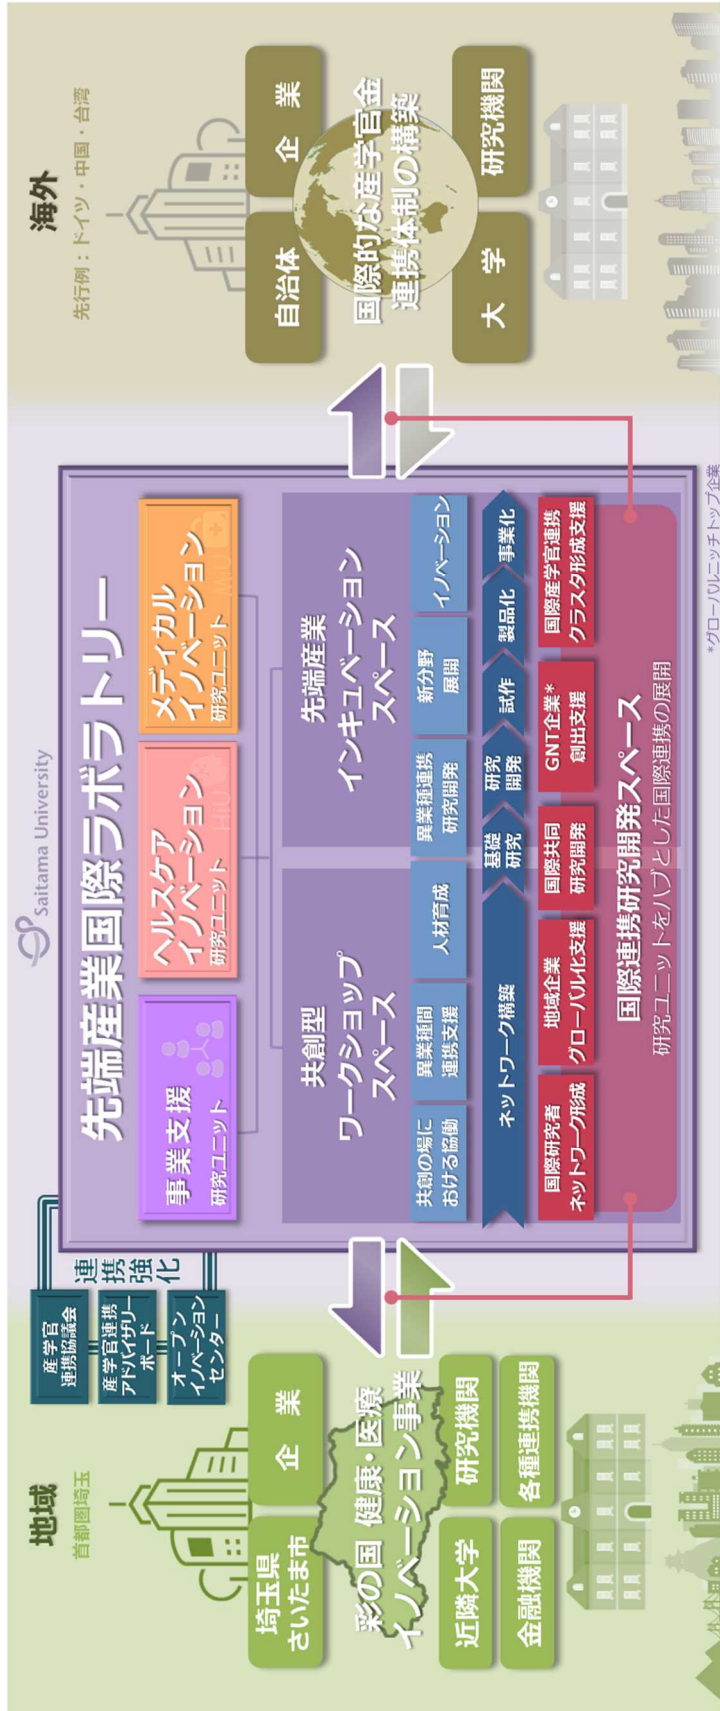 地域
首都圏埼玉
埼玉県
さいたま市
企 業
彩の国 健康・医療
イノベーション事業
近隣大学
研究機関
金融機関
各種連携機関
産学官
連携協議会
産学官連携
アドバイザリー
ボード
オープン
イノベーション
センター
連携強化
Saitama University
先端産業国際ラボラトリー
事業支援
研究ユニット
ヘルスケア
イノベーション
研究ユニット
HiU
メディカル
イノベーション
研究ユニット
MiU
共創型
ワークショップ
スペース
先端産業
インキュベーション
スペース
共創の場に
おける協働
異業種間
連携支援
人材育成
異業種連携
研究開発
新分野
展開
イノベーション
ネットワーク構築
基礎
研究
研究
開発
試作
製品化
事業化
国際研究者
ネットワーク形成
地域企業
グローバル化支援
国際共同
研究開発
GNT企業*
創出支援
国際産学官連携
クラスタ形成支援
国際連携研究開発スペース
研究ユニットをハブとした国際連携の展開
*グローバルニッチトップ企業
海外
先行例：ドイツ・中国・台湾
自治体
企 業
国際的な産学官金
連携体制の構築
大 学
研究機関